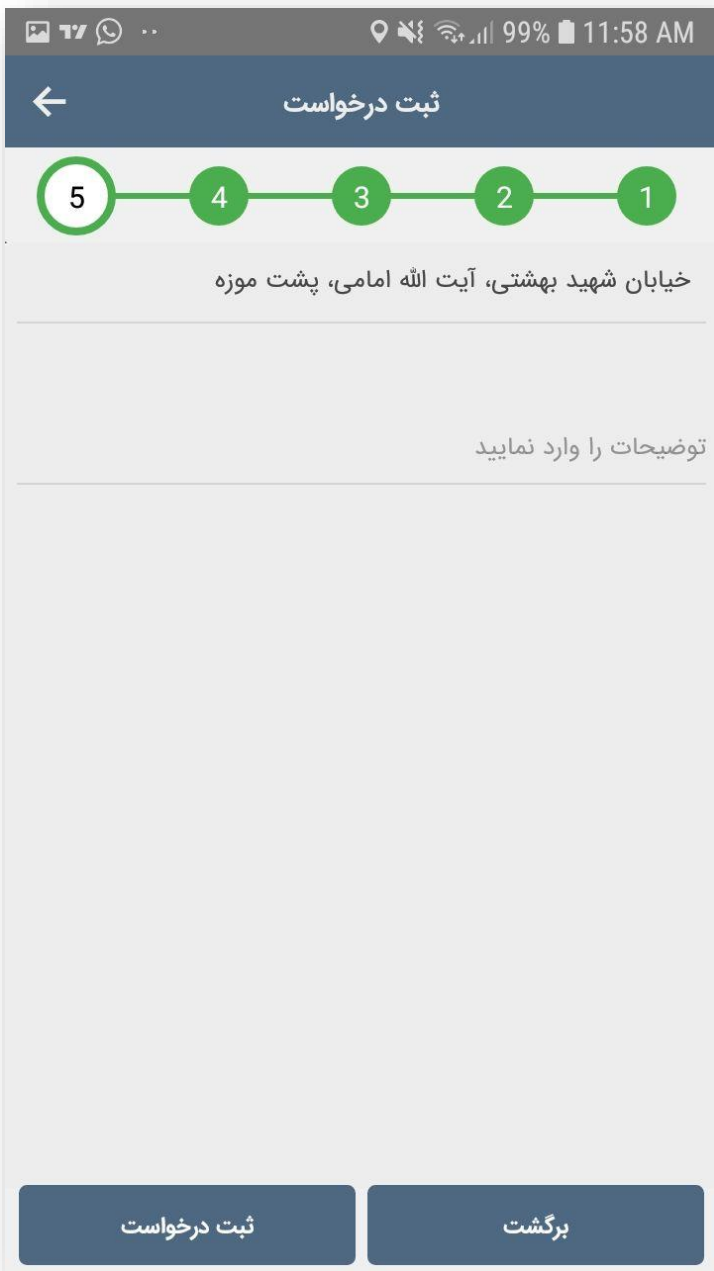 99% 11:58 AM
ثبت درخواست
1 2 3 4 5
خیابان شهید بهشتی، آیت الله امامی، پشت موزه
توضیحات را وارد نمایید
برگشت
ثبت درخواست